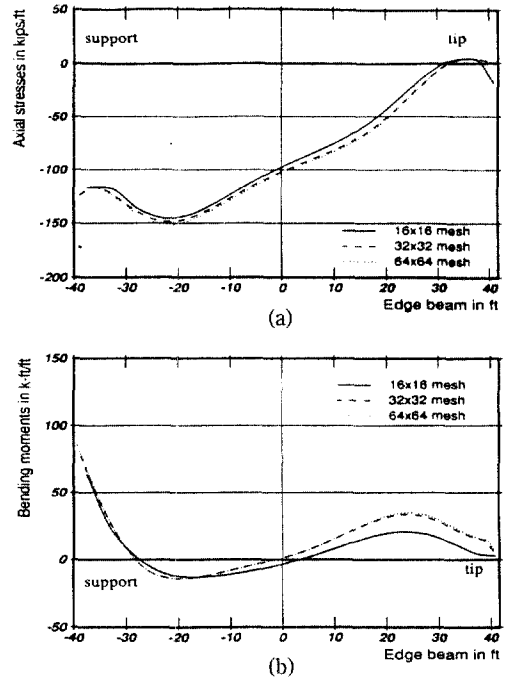 Axial stresses in kips/ft
50
0
-50
-100
-150
-200
support
tip
16x16 mesh
32x32 mesh
64x64 mesh
-40 -30 -20 -10 0 10 20 30 40
Edge beam in ft
(a)
Bending moments in k-ft/ft
150
100
50
0
-50
16x16 mesh
32x32 mesh
64x64 mesh
support
tip
-40 -30 -20 -10 0 10 20 30 40
Edge beam in ft
(b)